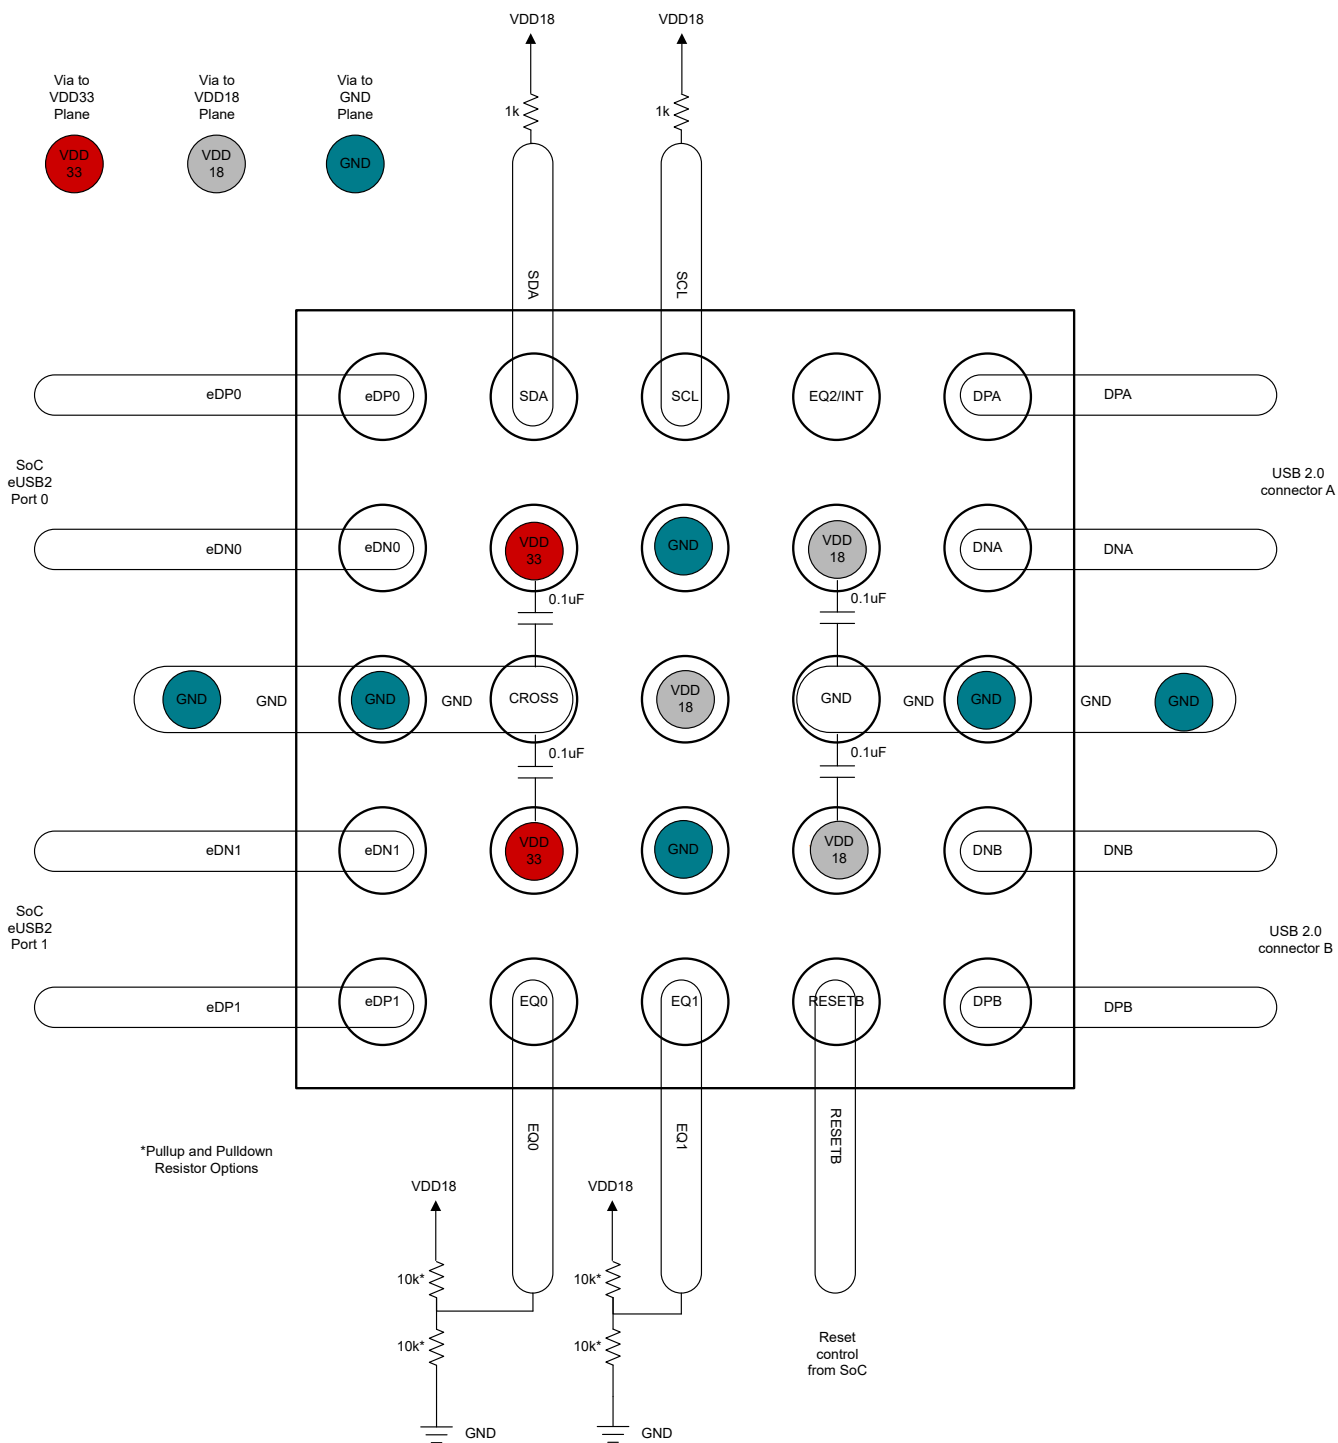 VDD18
VDD18
Via to
VDD33
Plane
Via to
VDD18
Plane
Via to
GND
Plane
1k
1k
VDD
33
VDD
18
GND
SDA
SCL
eDP0
eDP0
SDA
SCL
EQ2/INT
DPA
DPA
SoC
eUSB2
Port 0
USB 2.0
connector A
eDN0
eDN0
VDD
33
GND
VDD
18
DNA
DNA
0.1uF
0.1uF
GND
GND
GND
GND
CROSS
VDD
18
GND
GND
GND
GND
GND
0.1uF
0.1uF
eDN1
eDN1
VDD
33
GND
VDD
18
DNB
DNB
SoC
eUSB2
Port 1
USB 2.0
connector B
eDP1
eDP1
EQ0
EQ1
RESETB
DPB
DPB
EQ0
EQ1
RESETB
*Pullup and Pulldown
Resistor Options
VDD18
VDD18
10k*
10k*
10k*
10k*
Reset
control
from SoC
GND
GND